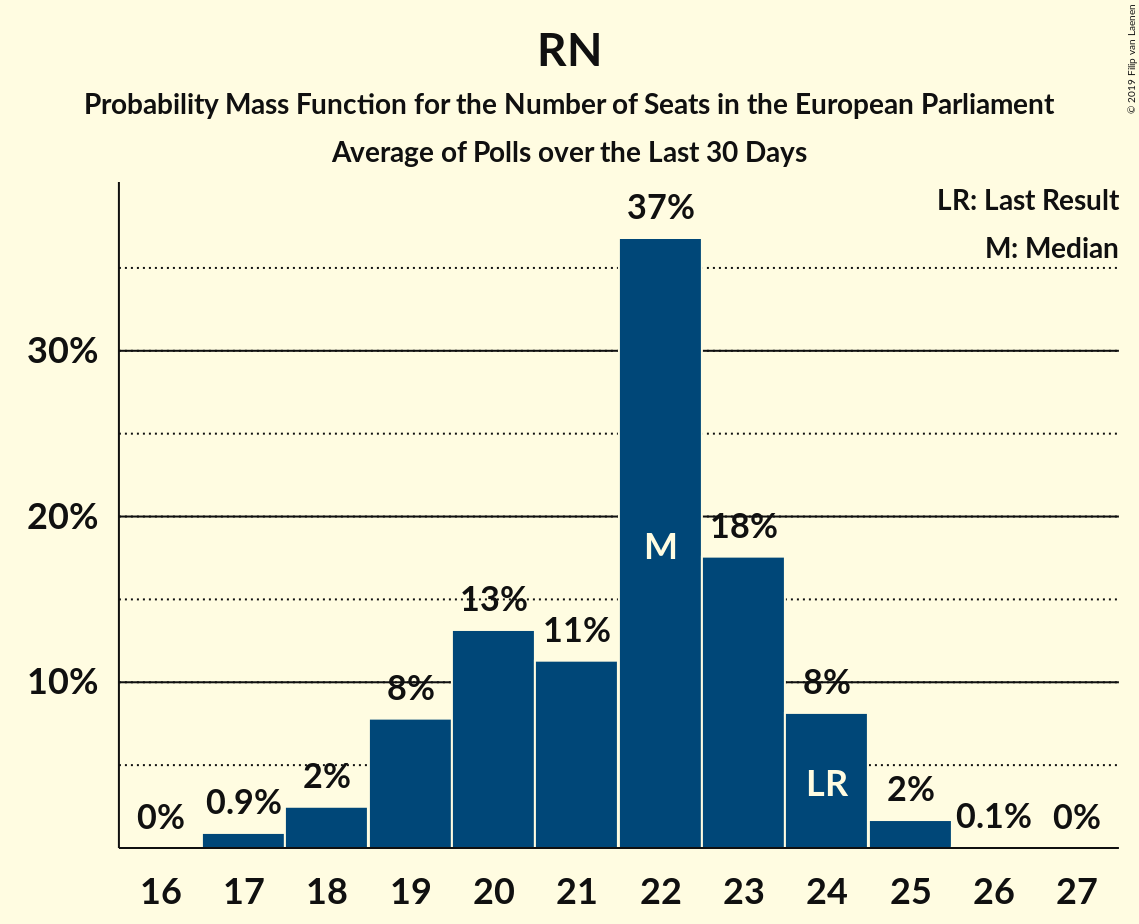 RN
Probability Mass Function for the Number of Seats in the European Parliament
Average of Polls over the Last 30 Days
© 2019 Filip van Laenen
LR: Last Result
M: Median
30%
20%
10%
0%
0.9%
2%
8%
13%
11%
37%
18%
8%
2%
0.1%
0%
M
LR
16 17 18 19 20 21 22 23 24 25 26 27